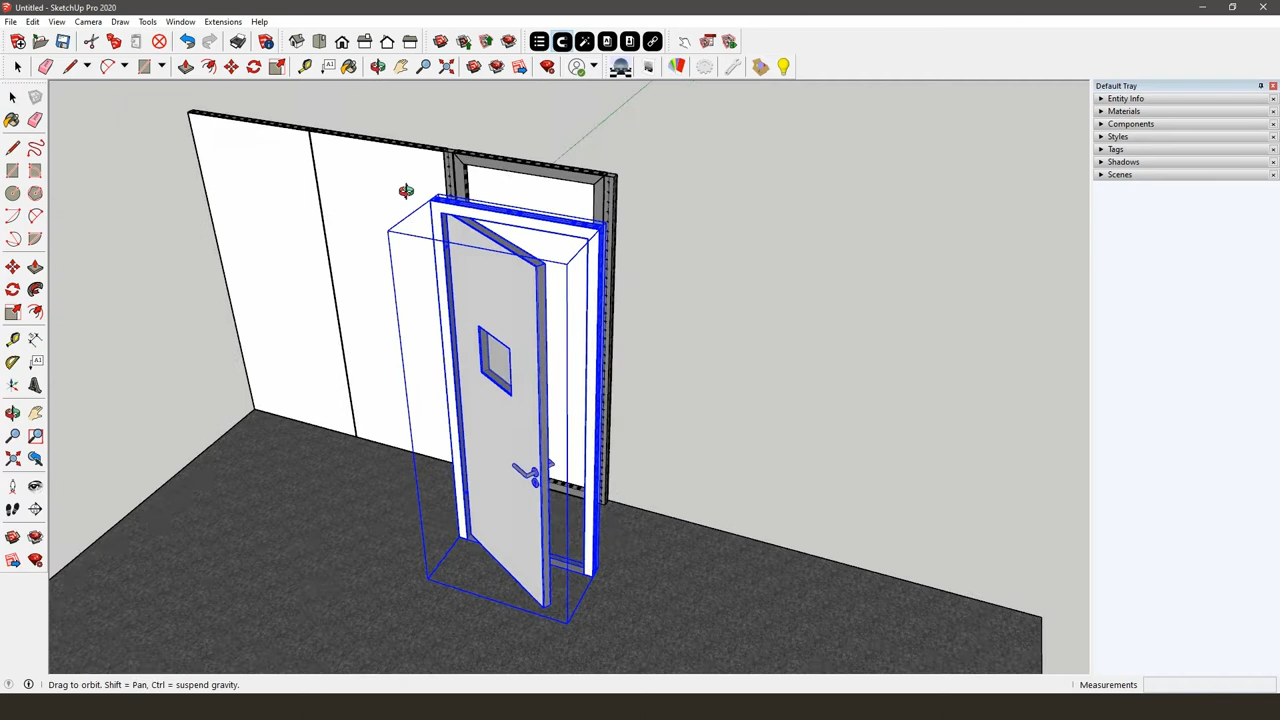 Untitled - SketchUp Pro 2020
File Edit View Camera Draw Tools Window Extensions Help
Default Tray
Entity Info
Materials
Components
Styles
Tags
Shadows
Scenes
Drag to orbit. Shift = Pan, Ctrl = suspend gravity.
Measurements